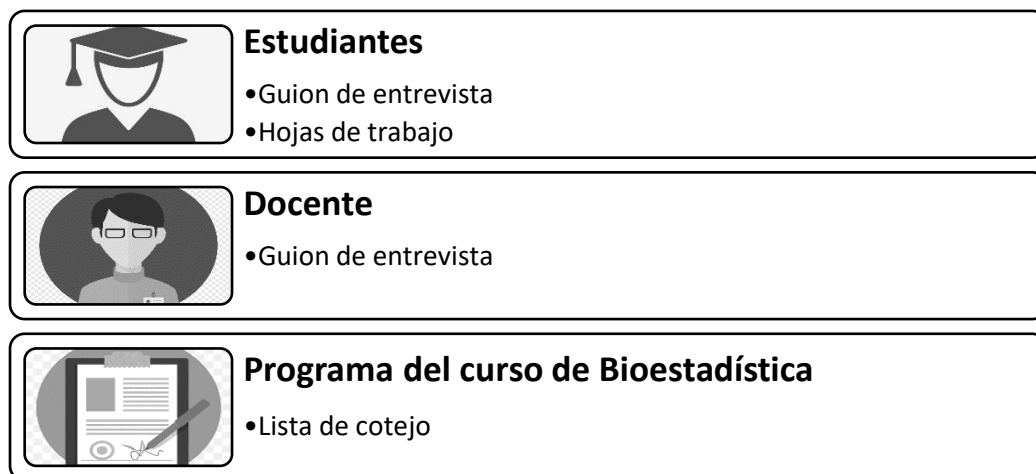 Estudiantes
•Guion de entrevista
•Hojas de trabajo
Docente
•Guion de entrevista
Programa del curso de Bioestadística
•Lista de cotejo